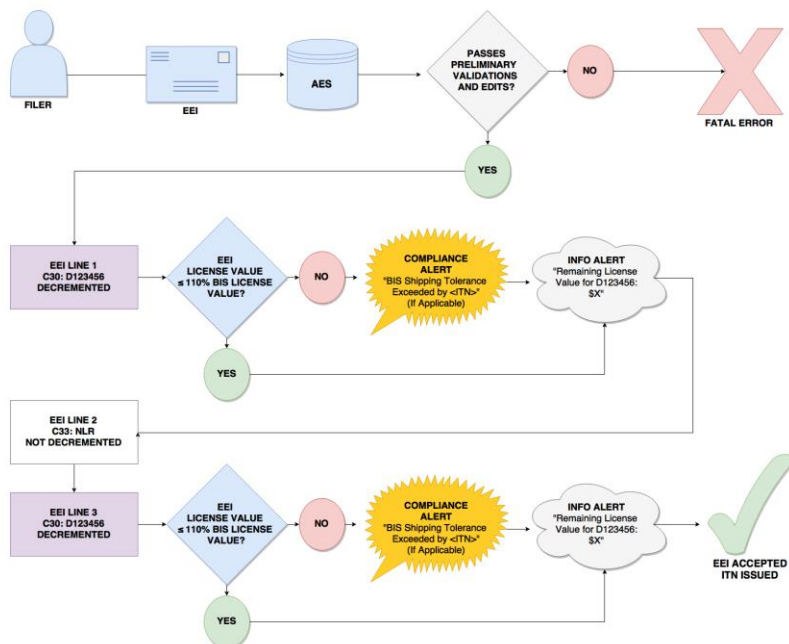 FILER
EEI
AES
PASSES
PRELIMINARY
VALIDATIONS
AND EDITS?
NO
FATAL ERROR
YES
EEI LINE 1
C30: D123456
DECREMENTED
EEI
LICENSE VALUE
≤ 110% BIS LICENSE
VALUE?
NO
COMPLIANCE
ALERT
"BIS Shipping Tolerance
Exceeded by <ITN>"
(If Applicable)
INFO ALERT
"Remaining License
Value for D123456:
$X"
YES
EEI LINE 2
C33: NLR
NOT DECREMENTED
EEI LINE 3
C30: D123456
DECREMENTED
EEI
LICENSE VALUE
≤ 110% BIS LICENSE
VALUE?
NO
COMPLIANCE
ALERT
"BIS Shipping Tolerance
Exceeded by <ITN>"
(If Applicable)
INFO ALERT
"Remaining License
Value for D123456:
$X"
EEI ACCEPTED
ITN ISSUED
YES